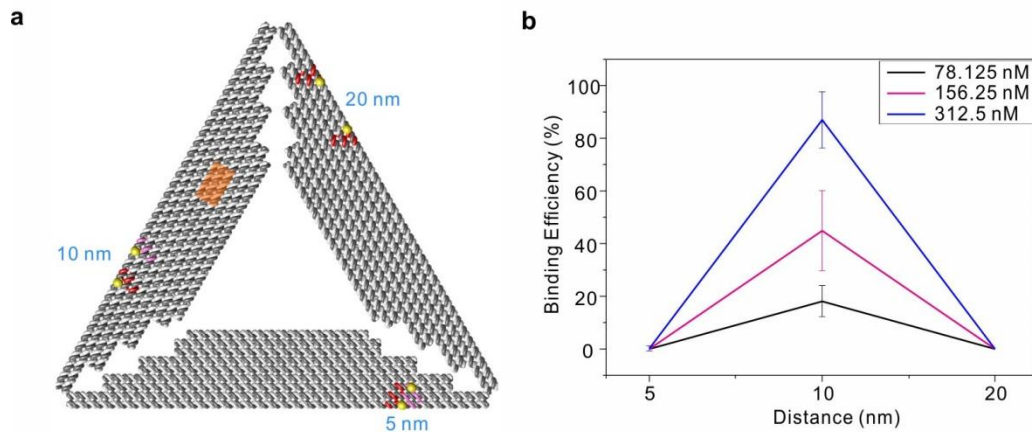 a
20 nm
10 nm
5 nm
b
78.125 nM
156.25 nM
312.5 nM
Binding Efficiency (%)
100
80
60
40
20
0
5
10
20
Distance (nm)